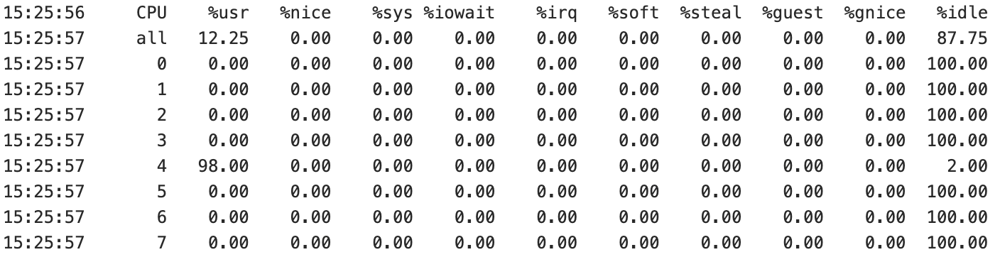 15:25:56     CPU    %usr   %nice    %sys %iowait    %irq   %soft  %steal  %guest  %gnice   %idle
15:25:57     all   12.25    0.00    0.00    0.00    0.00    0.00    0.00    0.00    0.00   87.75
15:25:57       0    0.00    0.00    0.00    0.00    0.00    0.00    0.00    0.00    0.00  100.00
15:25:57       1    0.00    0.00    0.00    0.00    0.00    0.00    0.00    0.00    0.00  100.00
15:25:57       2    0.00    0.00    0.00    0.00    0.00    0.00    0.00    0.00    0.00  100.00
15:25:57       3    0.00    0.00    0.00    0.00    0.00    0.00    0.00    0.00    0.00  100.00
15:25:57       4   98.00    0.00    0.00    0.00    0.00    0.00    0.00    0.00    0.00    2.00
15:25:57       5    0.00    0.00    0.00    0.00    0.00    0.00    0.00    0.00    0.00  100.00
15:25:57       6    0.00    0.00    0.00    0.00    0.00    0.00    0.00    0.00    0.00  100.00
15:25:57       7    0.00    0.00    0.00    0.00    0.00    0.00    0.00    0.00    0.00  100.00